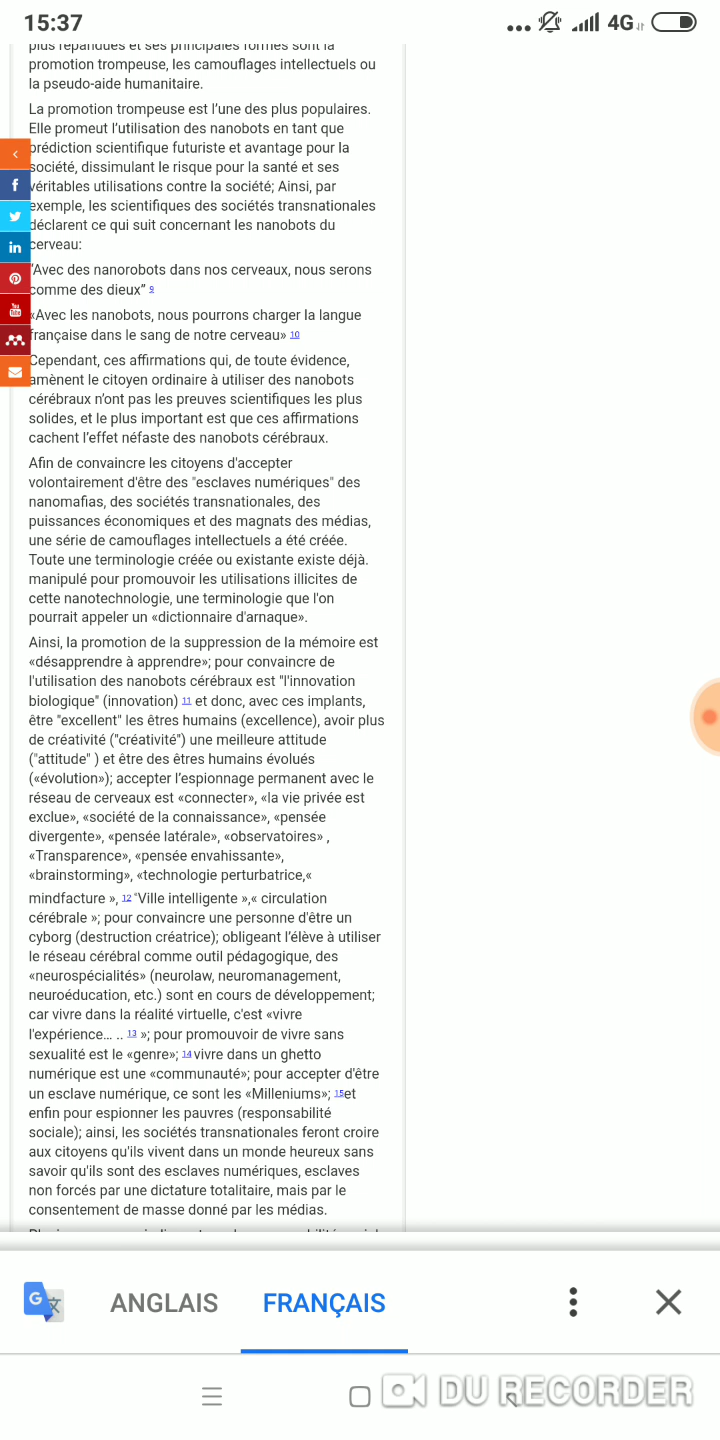 15:37
4G
plus répandues et ses principales formes sont la
promotion trompeuse, les camouflages intellectuels ou
la pseudo-aide humanitaire.
La promotion trompeuse est l’une des plus populaires.
Elle promeut l’utilisation des nanobots en tant que
prédiction scientifique futuriste et avantage pour la
société, dissimulant le risque pour la santé et ses
véritables utilisations contre la société; Ainsi, par
exemple, les scientifiques des sociétés transnationales
déclarent ce qui suit concernant les nanobots du
cerveau:
“Avec des nanorobots dans nos cerveaux, nous serons
comme des dieux” 9
«Avec les nanobots, nous pourrons charger la langue
française dans le sang de notre cerveau» 10
Cependant, ces affirmations qui, de toute évidence,
amènent le citoyen ordinaire à utiliser des nanobots
cérébraux n’ont pas les preuves scientifiques les plus
solides, et le plus important est que ces affirmations
cachent l’effet néfaste des nanobots cérébraux.
Afin de convaincre les citoyens d'accepter
volontairement d'être des "esclaves numériques" des
nanomafias, des sociétés transnationales, des
puissances économiques et des magnats des médias,
une série de camouflages intellectuels a été créée.
Toute une terminologie créée ou existante existe déjà.
manipulé pour promouvoir les utilisations illicites de
cette nanotechnologie, une terminologie que l'on
pourrait appeler un «dictionnaire d'arnaque».
Ainsi, la promotion de la suppression de la mémoire est
«désapprendre à apprendre»; pour convaincre de
l'utilisation des nanobots cérébraux est "l'innovation
biologique" (innovation) 11 et donc, avec ces implants,
être "excellent" les êtres humains (excellence), avoir plus
de créativité ("créativité") une meilleure attitude
("attitude" ) et être des êtres humains évolués
(«évolution»); accepter l’espionnage permanent avec le
réseau de cerveaux est «connecter», «la vie privée est
exclue», «société de la connaissance», «pensée
divergente», «pensée latérale», «observatoires» ,
«Transparence», «pensée envahissante»,
«brainstorming», «technologie perturbatrice,«
mindfacture », 12 “Ville intelligente »,« circulation
cérébrale »; pour convaincre une personne d'être un
cyborg (destruction créatrice); obligeant l’élève à utiliser
le réseau cérébral comme outil pédagogique, des
«neurospécialités» (neurolaw, neuromanagement,
neuroéducation, etc.) sont en cours de développement;
car vivre dans la réalité virtuelle, c'est «vivre
l'expérience… .. 13 »; pour promouvoir de vivre sans
sexualité est le «genre»; 14 vivre dans un ghetto
numérique est une «communauté»; pour accepter d'être
un esclave numérique, ce sont les «Milleniums»; 15et
enfin pour espionner les pauvres (responsabilité
sociale); ainsi, les sociétés transnationales feront croire
aux citoyens qu'ils vivent dans un monde heureux sans
savoir qu'ils sont des esclaves numériques, esclaves
non forcés par une dictature totalitaire, mais par le
consentement de masse donné par les médias.
ANGLAIS
FRANÇAIS
DU RECORDER